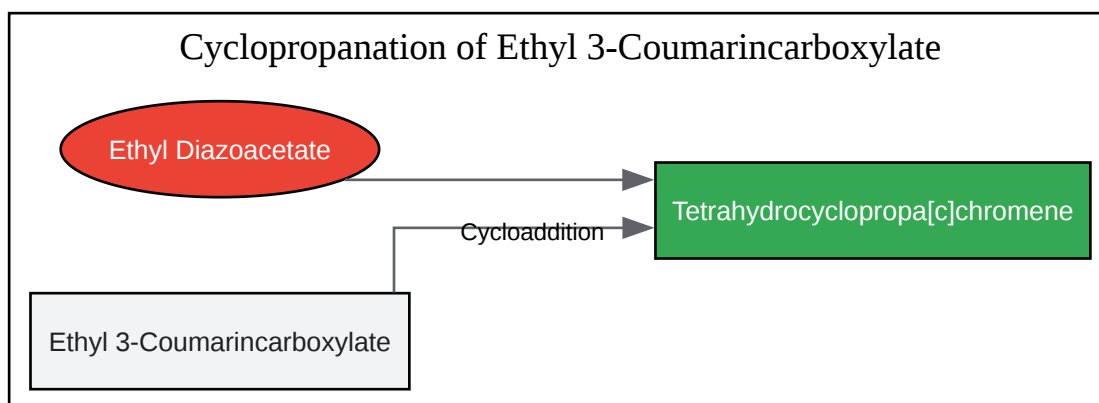 Cyclopropanation of Ethyl 3-Coumarincarboxylate
Ethyl Diazoacetate
Tetrahydrocyclopropa[c]chromene
Cycloaddition
Ethyl 3-Coumarincarboxylate